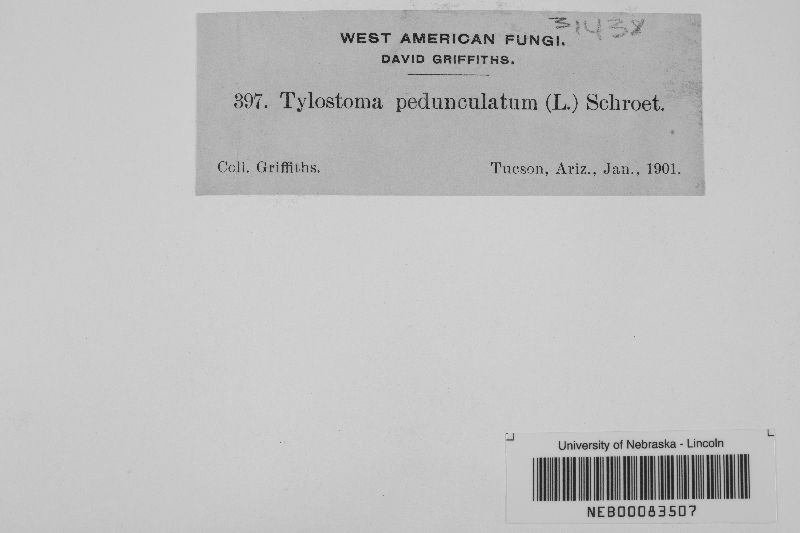 31438
WEST AMERICAN FUNGI.
DAVID GRIFFITHS.
397. Tylostoma pedunculatum (L.) Schroet.
Coll. Griffiths.
Tucson, Ariz., Jan., 1901.
University of Nebraska - Lincoln
NEB00083507